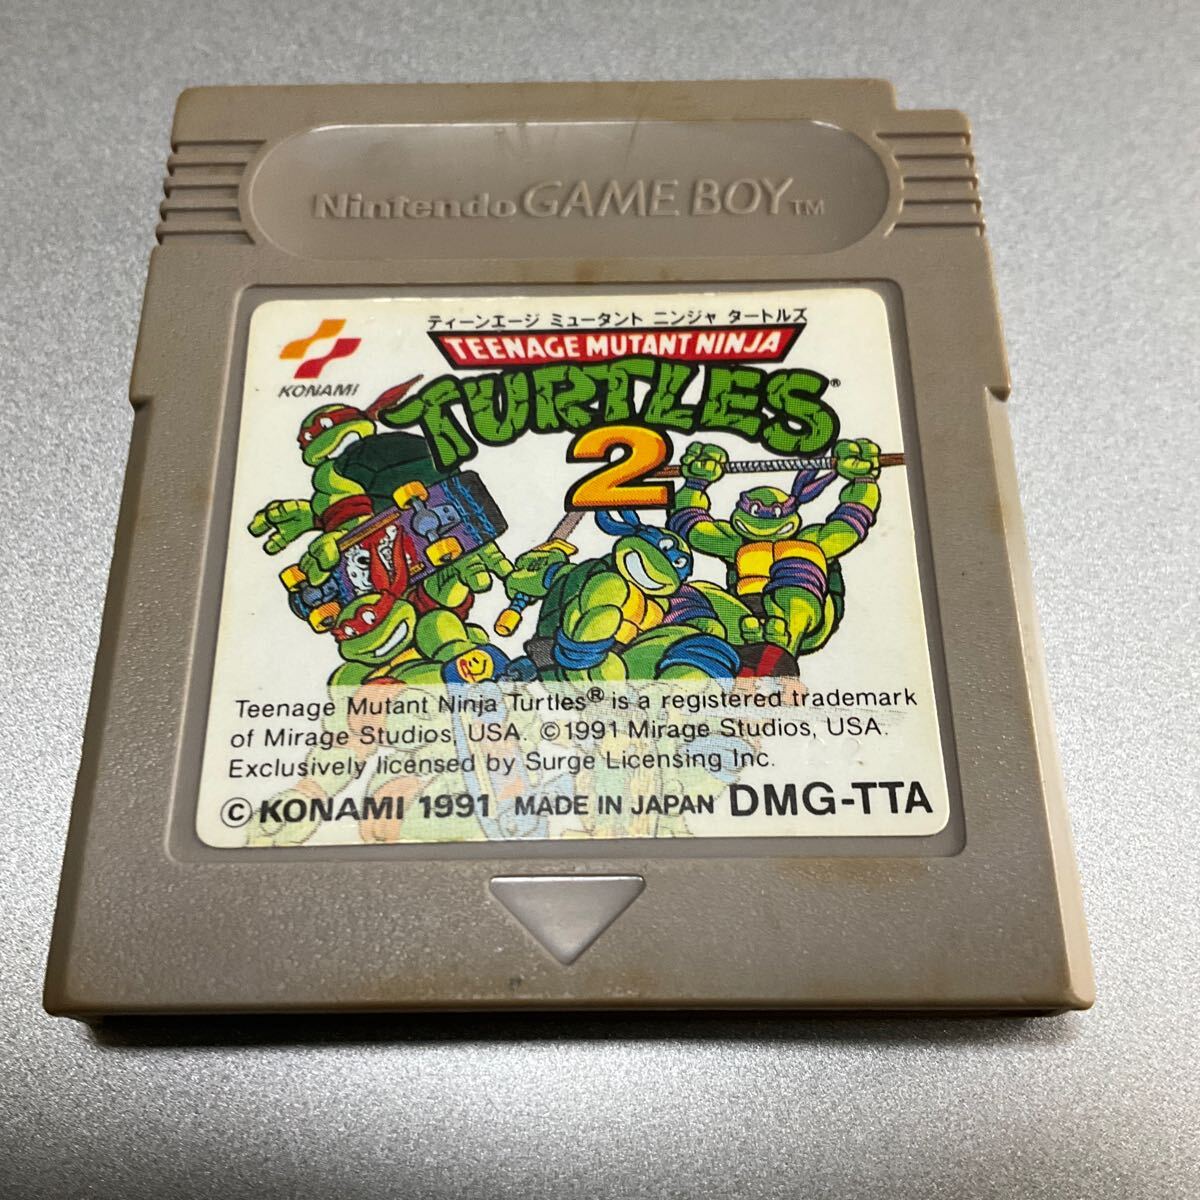 Nintendo GAME BOY™
KONAMI
ティーンエージ ミュータント ニンジャ タートルズ
TEENAGE MUTANT NINJA
TURTLES®
2
Teenage Mutant Ninja Turtles® is a registered trademark
of Mirage Studios, USA. ©1991 Mirage Studios, USA.
Exclusively licensed by Surge Licensing Inc.
© KONAMI 1991 MADE IN JAPAN DMG-TTA